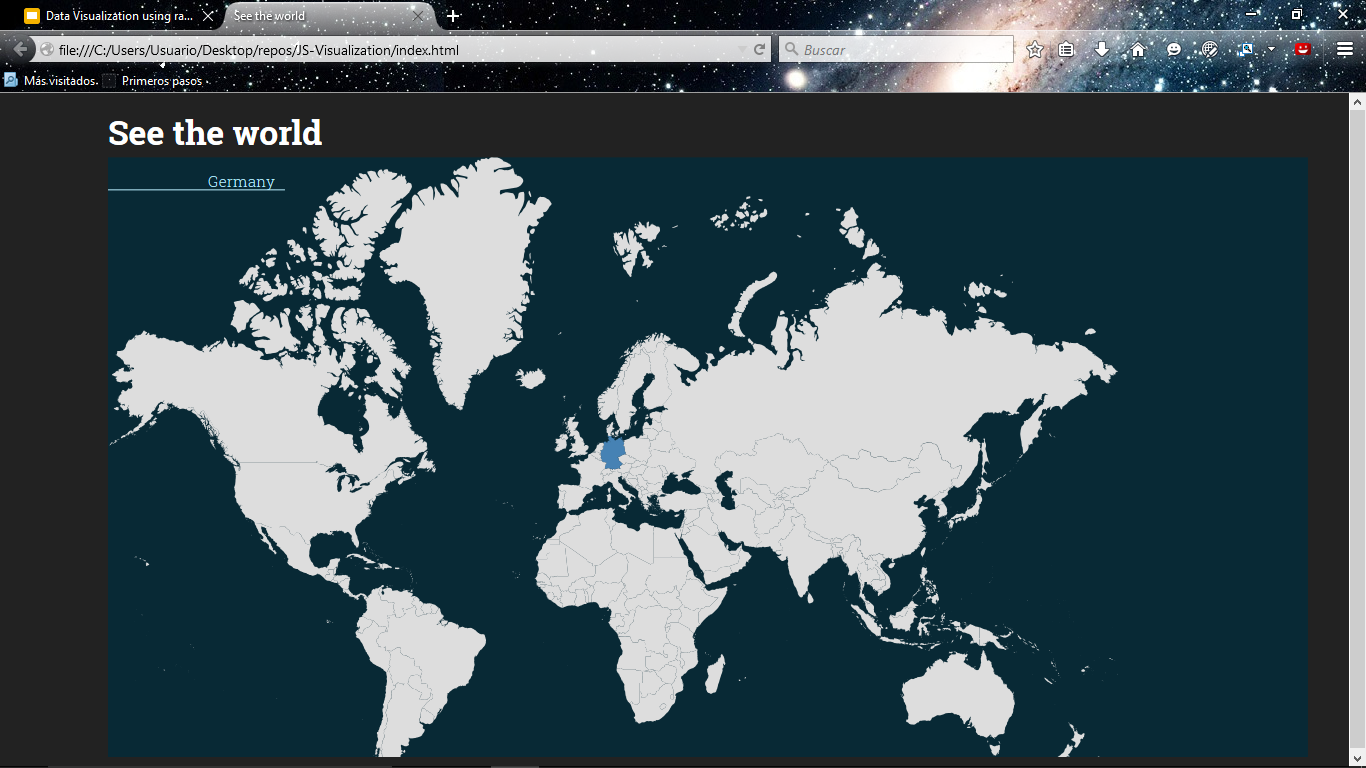 Data Visualization using ra...
See the world
file:///C:/Users/Usuario/Desktop/repos/JS-Visualization/index.html
Buscar
Más visitados
Primeros pasos
See the world
Germany